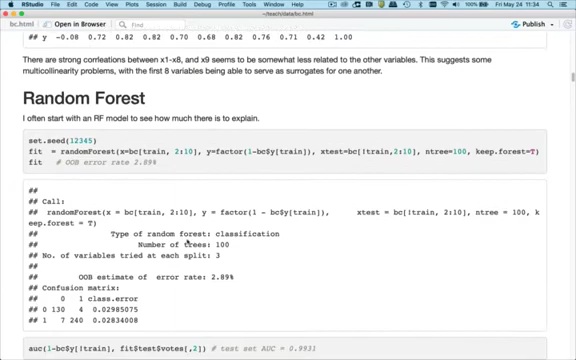 RStudio File Edit Code View Plots Session Build Debug Profile Tools Window Help 100% Fri May 29 11:34
~/teach/data/bc.html
bc.html Open in Browser Find Publish
## y -0.08 0.72 0.82 0.82 0.70 0.68 0.82 0.76 0.71 0.42 1.00
There are strong corrleations between x1-x8, and x9 seems to be somewhat less related to the other variables. This suggests some
multicollinearity problems, with the first 8 variables being able to serve as surrogates for one another.
Random Forest
I often start with an RF model to see how much there is to explain.
set.seed(12345)
fit = randomForest(x=bc[train, 2:10], y=factor(1-bc$y[train]), xtest=bc[!train,2:10], ntree=100, keep.forest=T)
fit # OOB error rate 2.89%
##
## Call:
## randomForest(x = bc[train, 2:10], y = factor(1 - bc$y[train]), xtest = bc[!train, 2:10], ntree = 100, k
eep.forest = T)
## Type of random forest: classification
## Number of trees: 100
## No. of variables tried at each split: 3
##
## OOB estimate of error rate: 2.89%
## Confusion matrix:
## 0 1 class.error
## 0 130 4 0.02985075
## 1 7 240 0.02834008
auc(1-bc$y[!train], fit$test$votes[,2]) # test set AUC = 0.9931